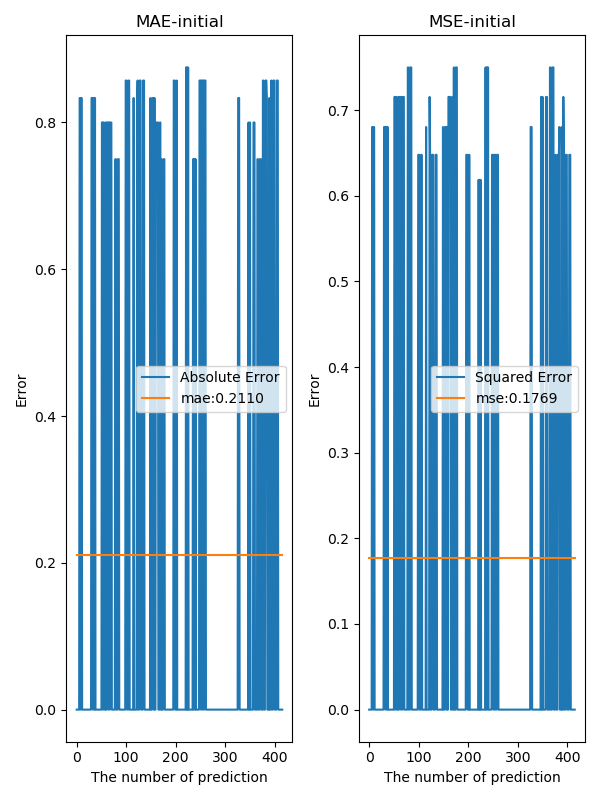 MAE-initial
Error
0.8
0.6
0.4
0.2
0.0
Absolute Error
mae:0.2110
0
100
200
300
400
The number of prediction
MSE-initial
Error
0.7
0.6
0.5
0.4
0.3
0.2
0.1
0.0
Squared Error
mse:0.1769
0
100
200
300
400
The number of prediction